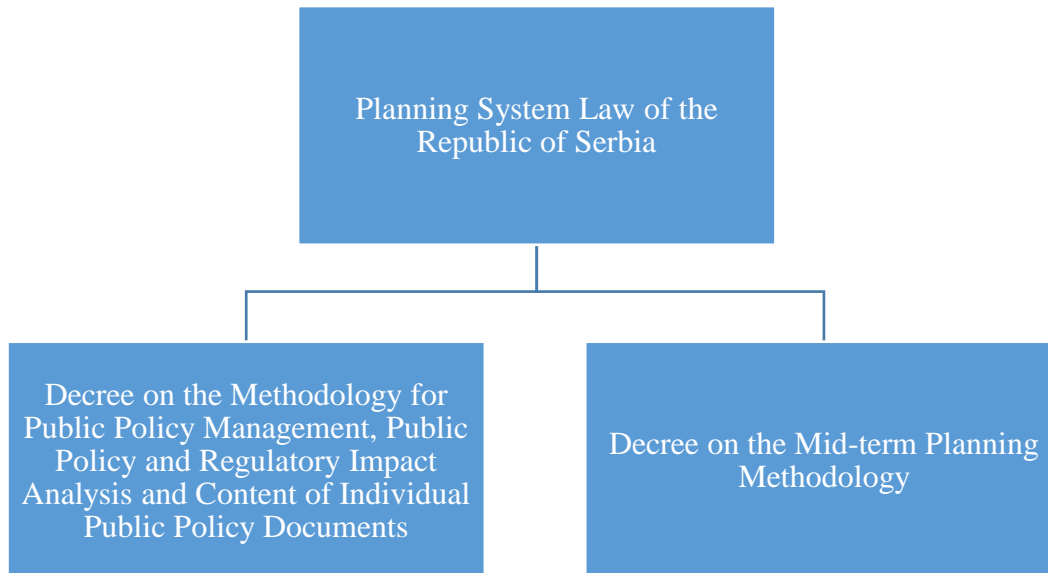 Planning System Law of the
Republic of Serbia
Decree on the Methodology for
Public Policy Management, Public
Policy and Regulatory Impact
Analysis and Content of Individual
Public Policy Documents
Decree on the Mid-term Planning
Methodology